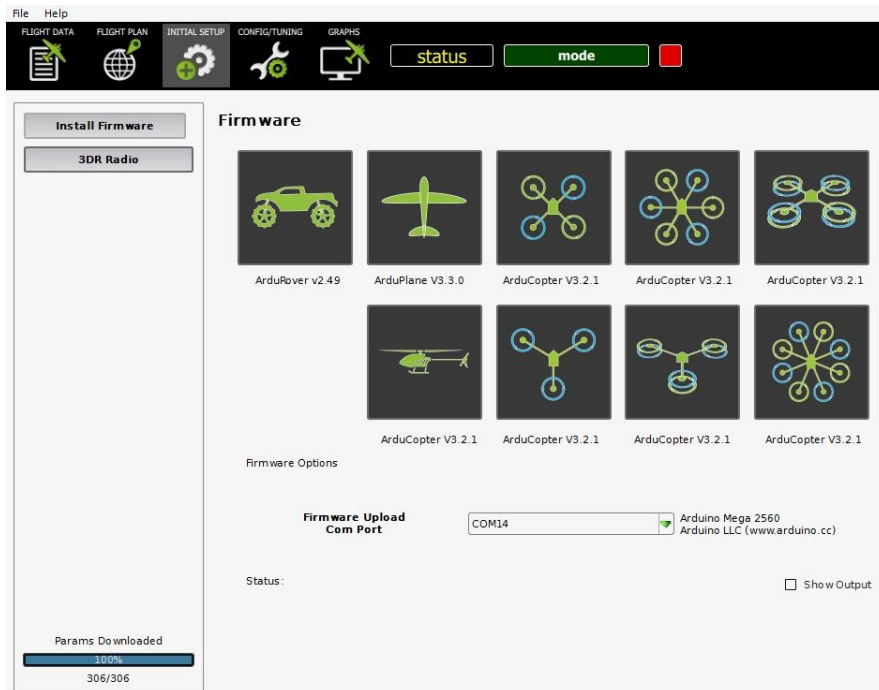 File Help
FLIGHT DATA FLIGHT PLAN INITIAL SETUP CONFIG/TUNING GRAPHS
status mode
Install Firmware
3DR Radio
Firmware
ArduRover v2.49 ArduPlane V3.3.0 ArduCopter V3.2.1 ArduCopter V3.2.1 ArduCopter V3.2.1
ArduCopter V3.2.1 ArduCopter V3.2.1 ArduCopter V3.2.1 ArduCopter V3.2.1
Firmware Options
Firmware Upload
Com Port
COM14
Arduino Mega 2560
Arduino LLC (www.arduino.cc)
Status:
Show Output
Params Downloaded
100%
306/306